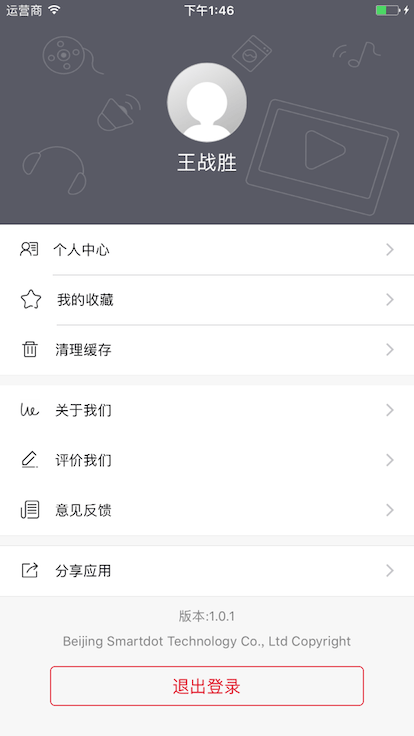 运营商 下午1:46
王战胜
个人中心
我的收藏
清理缓存
关于我们
评价我们
意见反馈
分享应用
版本:1.0.1
Beijing Smartdot Technology Co., Ltd Copyright
退出登录